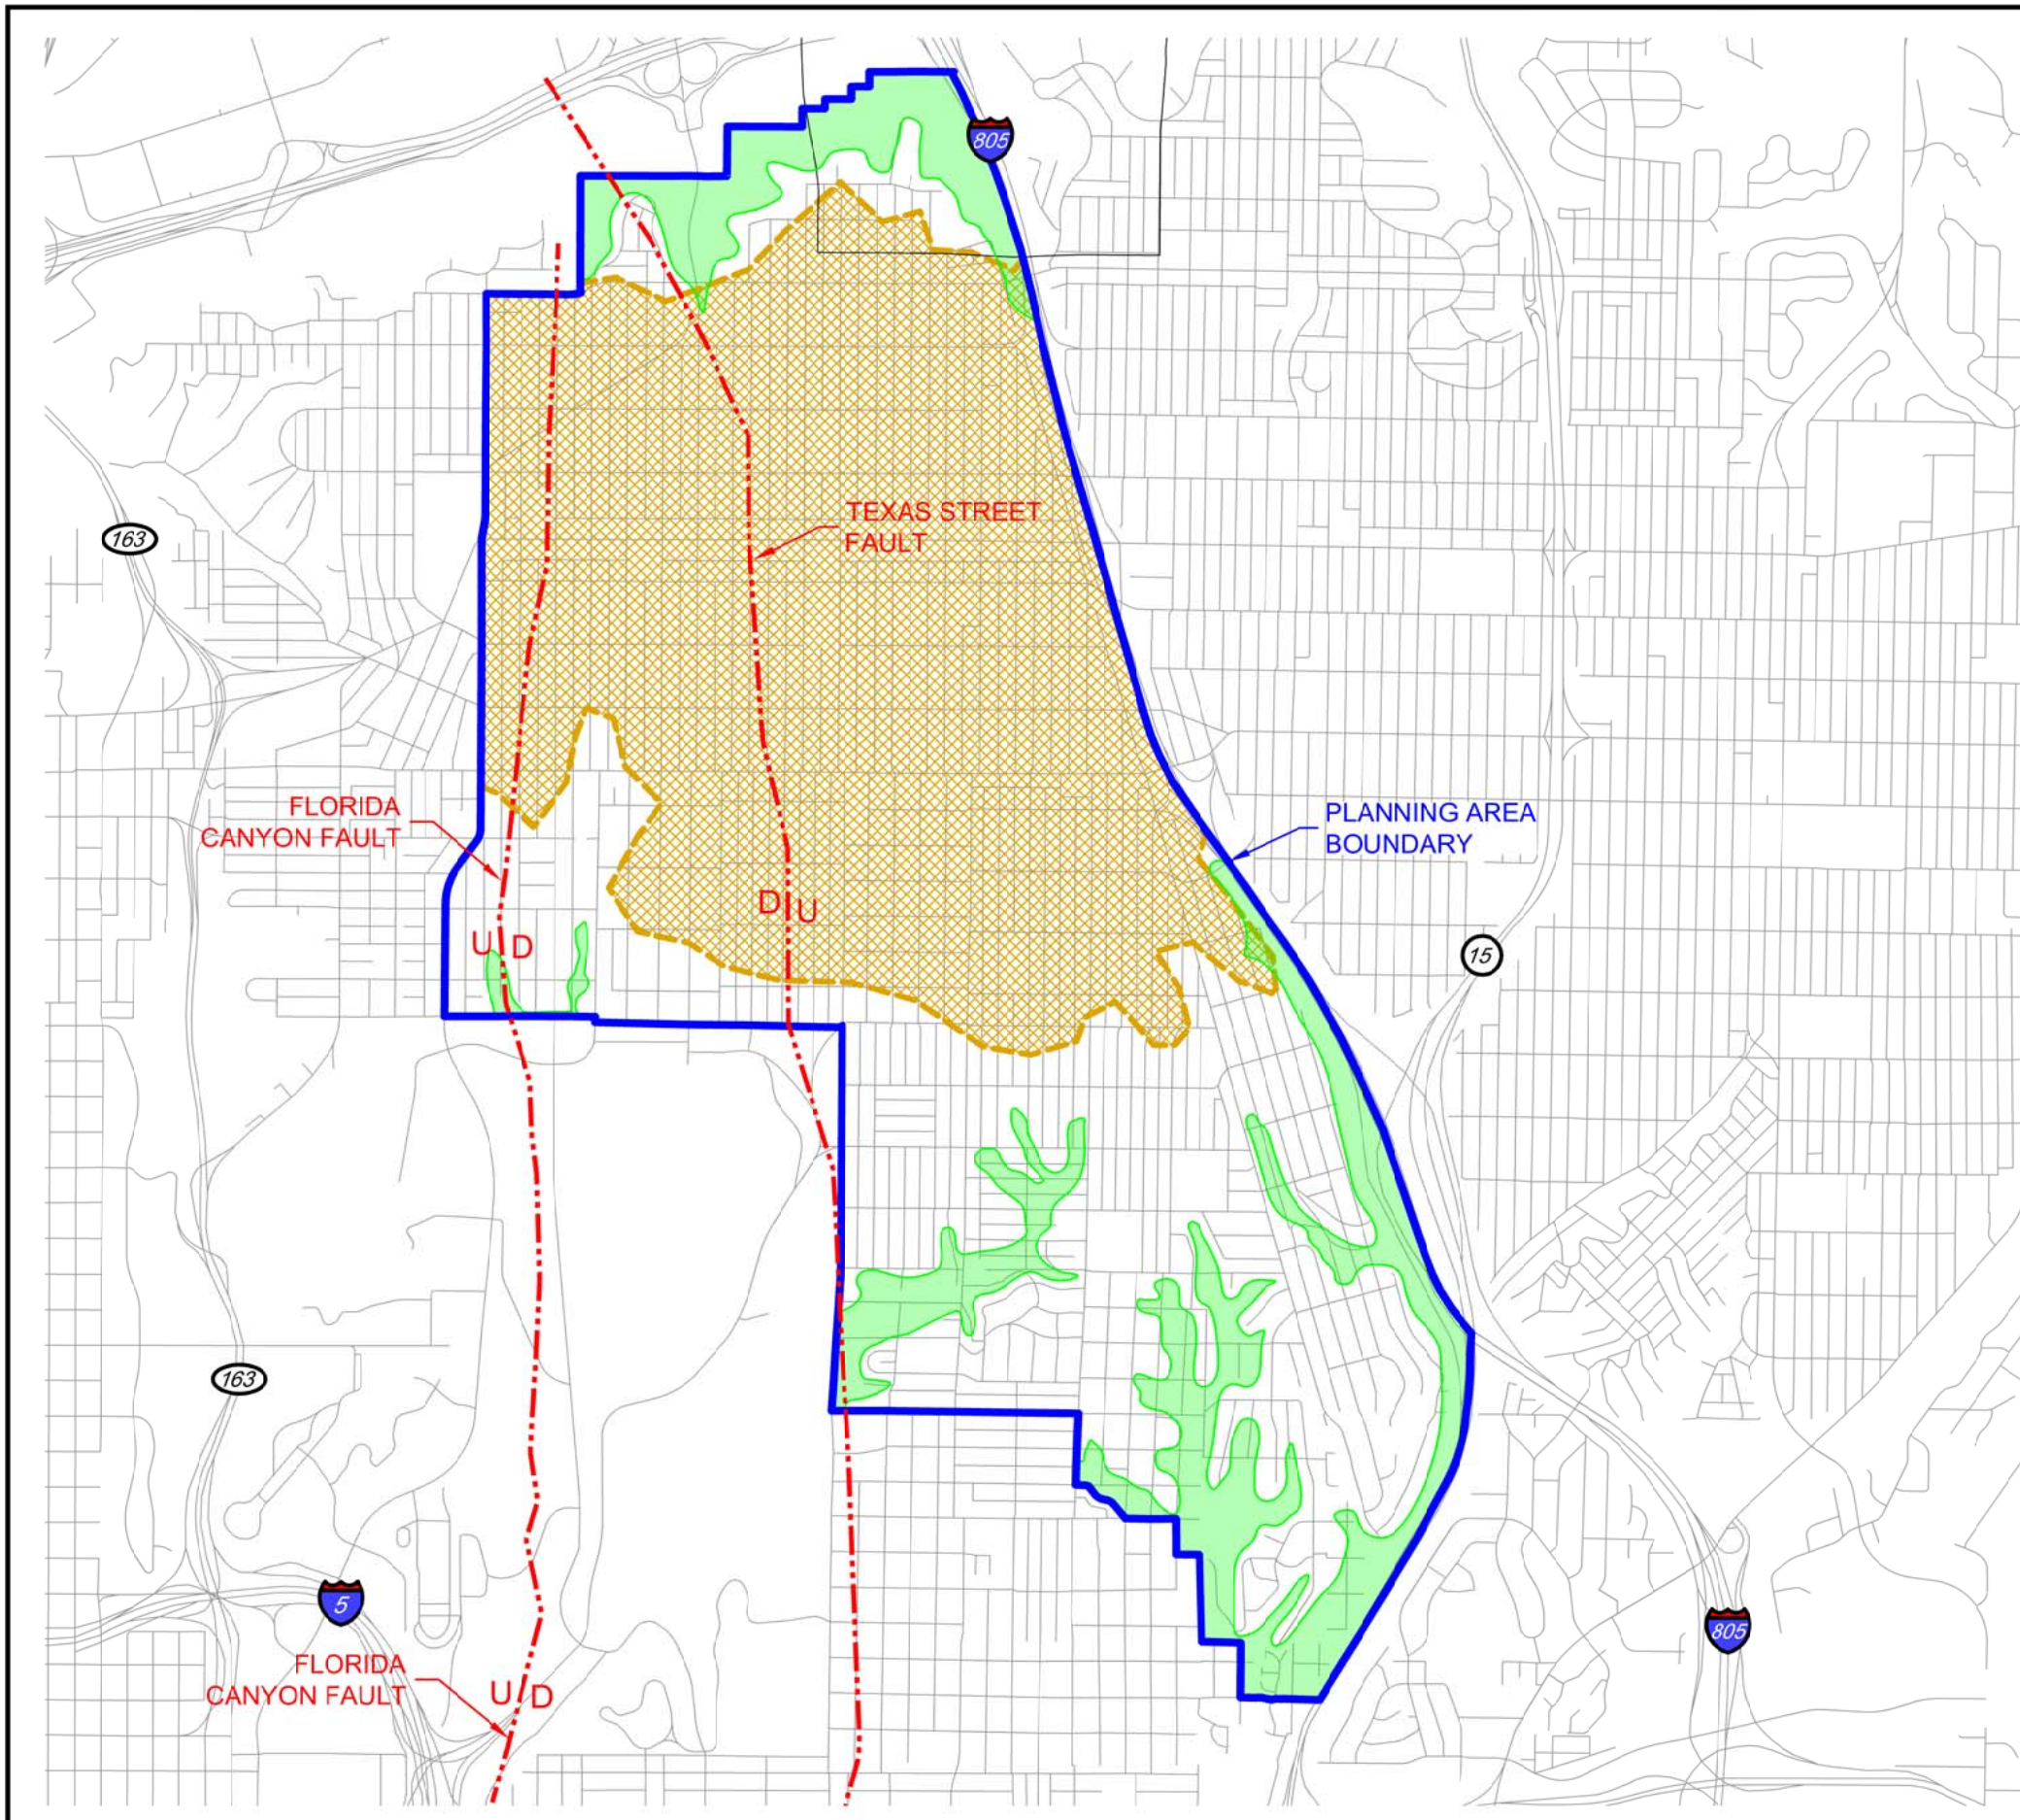 805
TEXAS STREET
FAULT
163
FLORIDA
CANYON FAULT
PLANNING AREA
BOUNDARY
D U
U D
15
163
5
805
FLORIDA
CANYON FAULT
U D